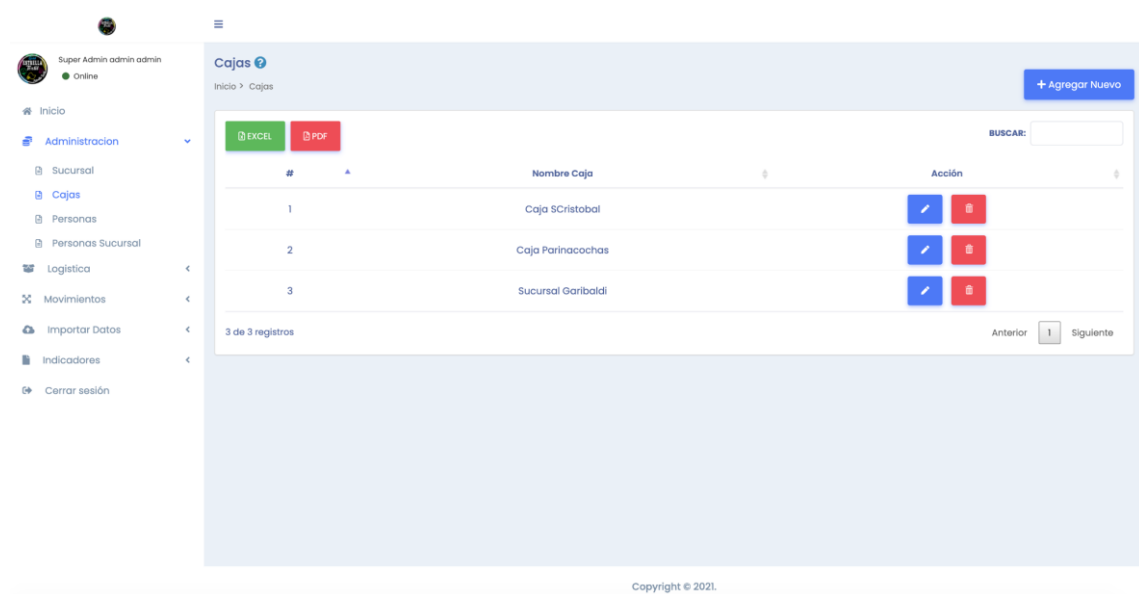 Super Admin admin admin
Online
Inicio
Administracion
Sucursal
Cajas
Personas
Personas Sucursal
Logistica
Movimientos
Importar Datos
Indicadores
Cerrar sesión
Cajas
Inicio > Cajas
+ Agregar Nuevo
EXCEL PDF BUSCAR:
# Nombre Caja Acción
1 Caja SCristobal
2 Caja Parinacochas
3 Sucursal Garibaldi
3 de 3 registros Anterior 1 Siguiente
Copyright © 2021.